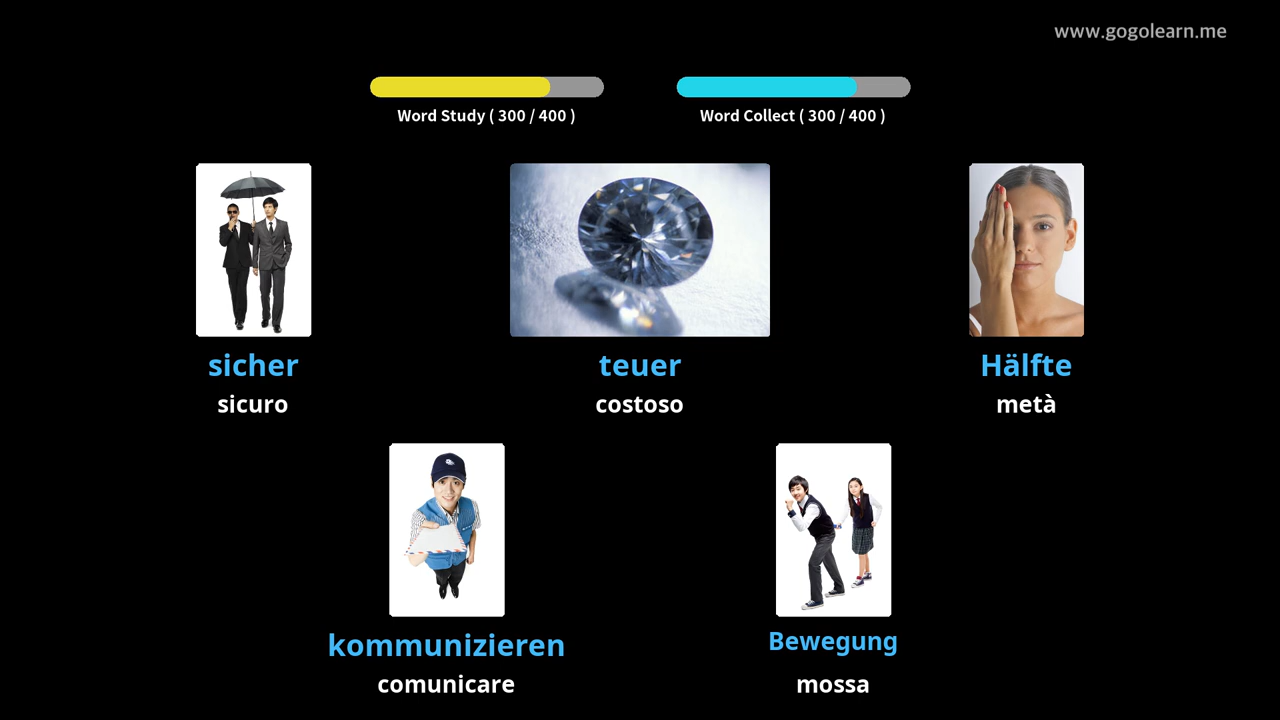 www.gogolearn.me
Word Study ( 300 / 400 )
Word Collect ( 300 / 400 )
sicher
sicuro
teuer
costoso
Hälfte
metà
kommunizieren
comunicare
Bewegung
mossa